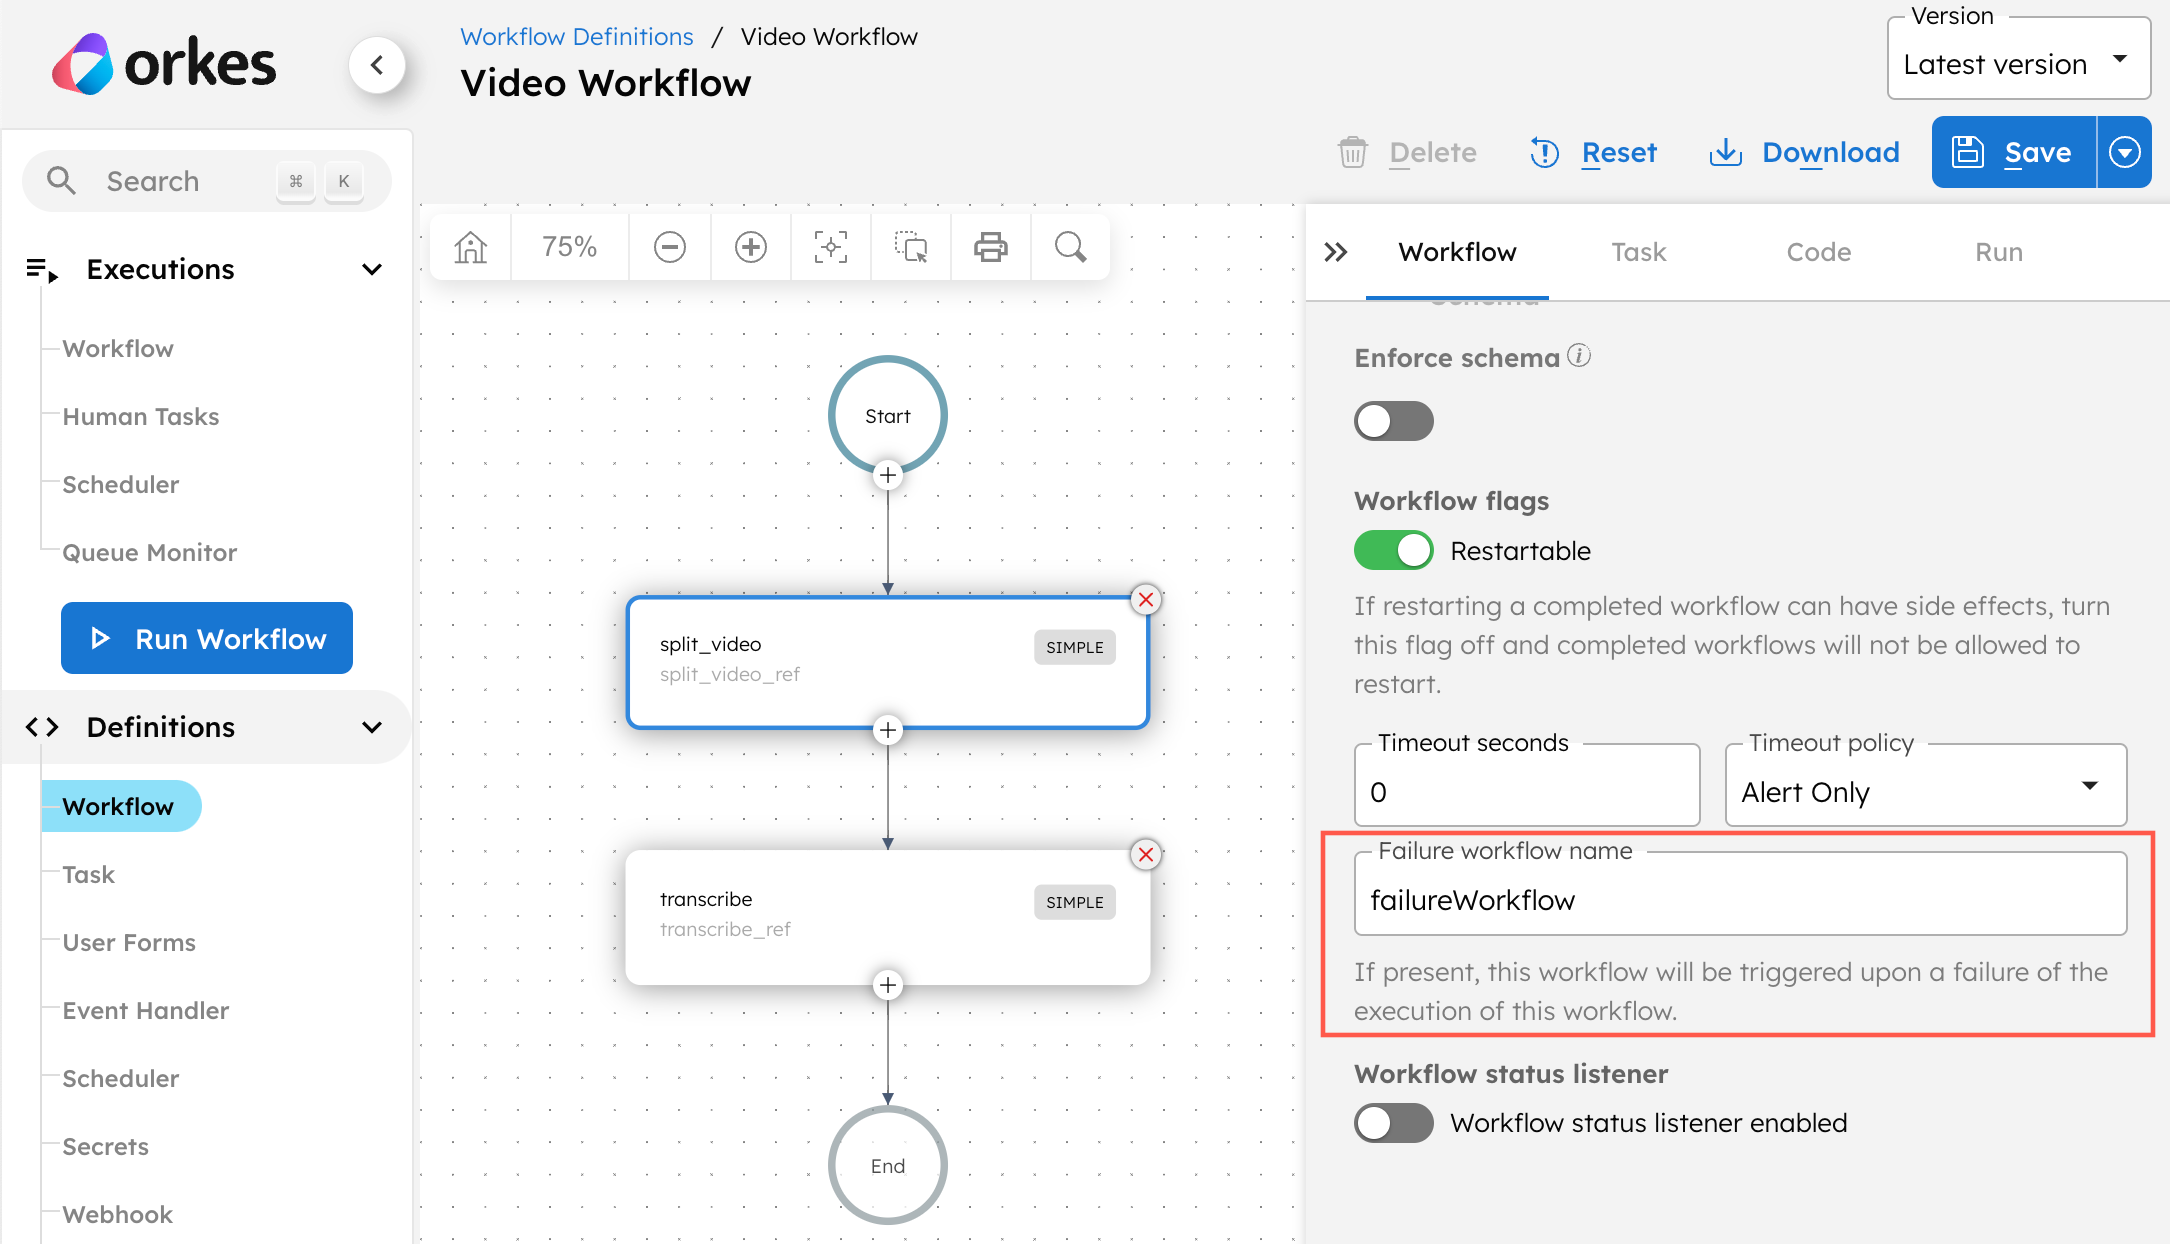 orkes
Workflow Definitions / Video Workflow
Video Workflow
Version
Latest version
Delete
Reset
Download
Save
Search
⌘ K
Executions
Workflow
Human Tasks
Scheduler
Queue Monitor
Run Workflow
Definitions
Workflow
Task
User Forms
Event Handler
Scheduler
Secrets
Webhook
75%
Start
split_video
split_video_ref
SIMPLE
transcribe
transcribe_ref
SIMPLE
End
Workflow Task Code Run
Schema
Enforce schema
Workflow flags
Restartable
If restarting a completed workflow can have side effects, turn
this flag off and completed workflows will not be allowed to
restart.
Timeout seconds
0
Timeout policy
Alert Only
Failure workflow name
failureWorkflow
If present, this workflow will be triggered upon a failure of the
execution of this workflow.
Workflow status listener
Workflow status listener enabled